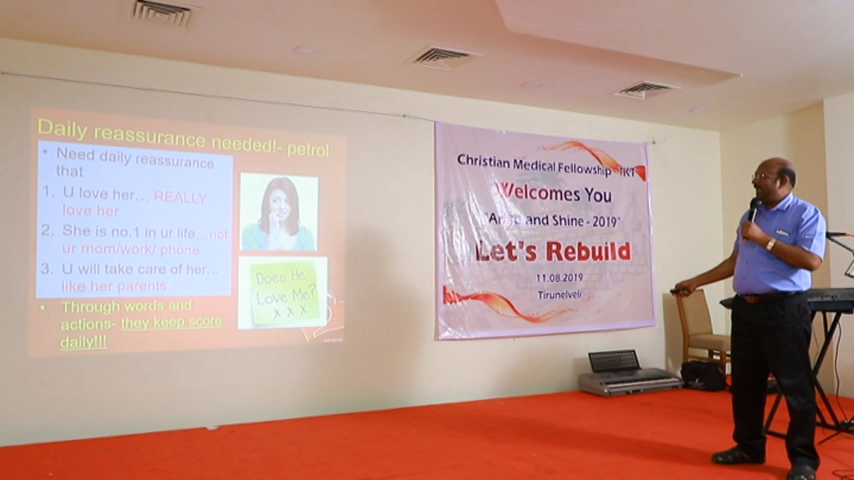 Daily reassurance needed!- petrol
• Need daily reassurance
that
1. U love her... REALLY
love her
2. She is no.1 in ur life...not
ur mom/work/ phone
3. U will take care of her...
like her parents
• Through words and
actions- they keep score
daily!!!
Does He
Love Me?
x x x
Christian Medical Fellowship - TKT
Welcomes You
"Arise and Shine - 2019"
Let's Rebuild
11.08.2019
Tirunelveli